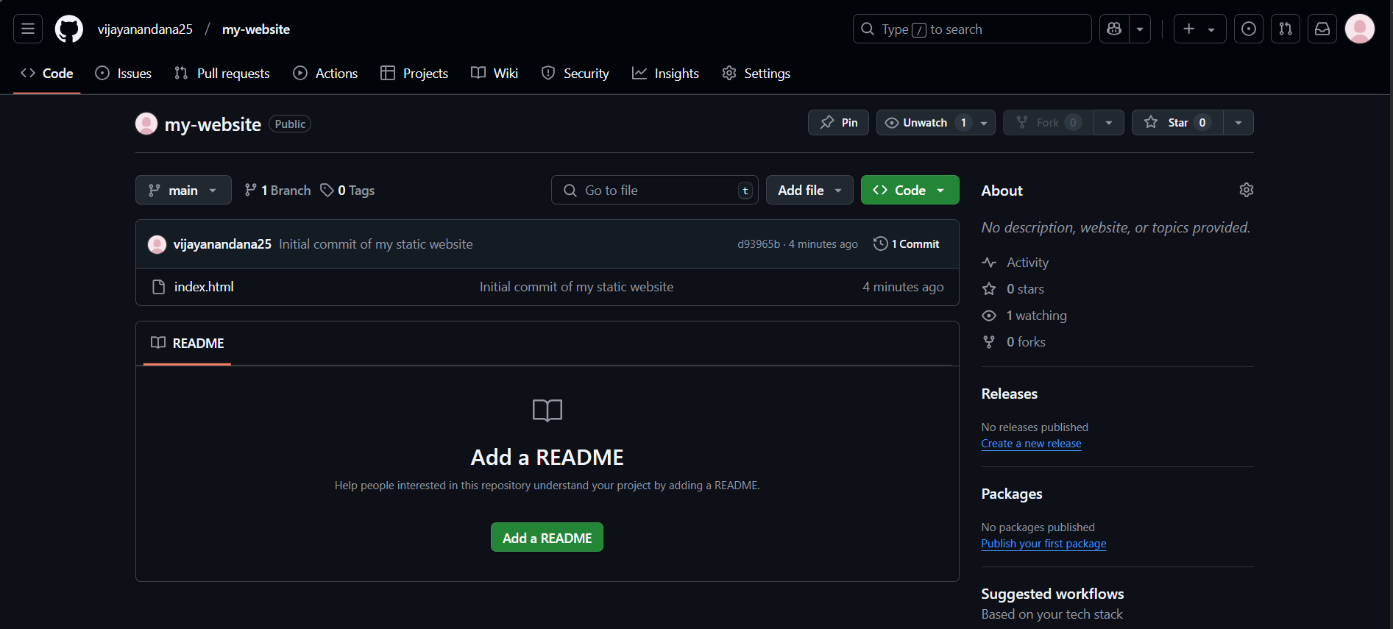 vijayanandana25 / my-website
Type / to search
Code Issues Pull requests Actions Projects Wiki Security Insights Settings
my-website Public
Pin Unwatch 1 Fork 0 Star 0
main 1 Branch 0 Tags Go to file t Add file Code
vijayanandana25 Initial commit of my static website d93965b · 4 minutes ago 1 Commit
index.html Initial commit of my static website 4 minutes ago
README
Add a README
Help people interested in this repository understand your project by adding a README.
Add a README
About
No description, website, or topics provided.
Activity
0 stars
1 watching
0 forks
Releases
No releases published
Create a new release
Packages
No packages published
Publish your first package
Suggested workflows
Based on your tech stack